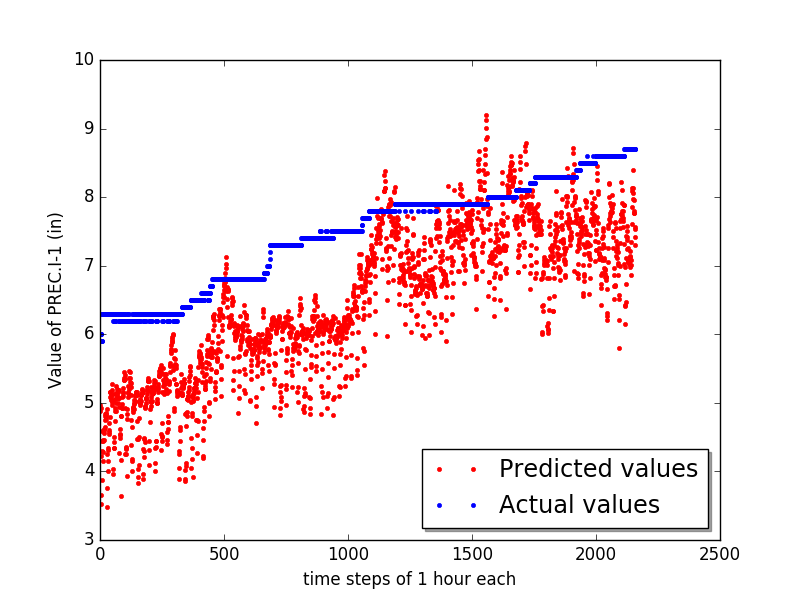 10
9
8
7
6
5
4
3
Value of PREC.I-1 (in)
Predicted values
Actual values
0 500 1000 1500 2000 2500
time steps of 1 hour each